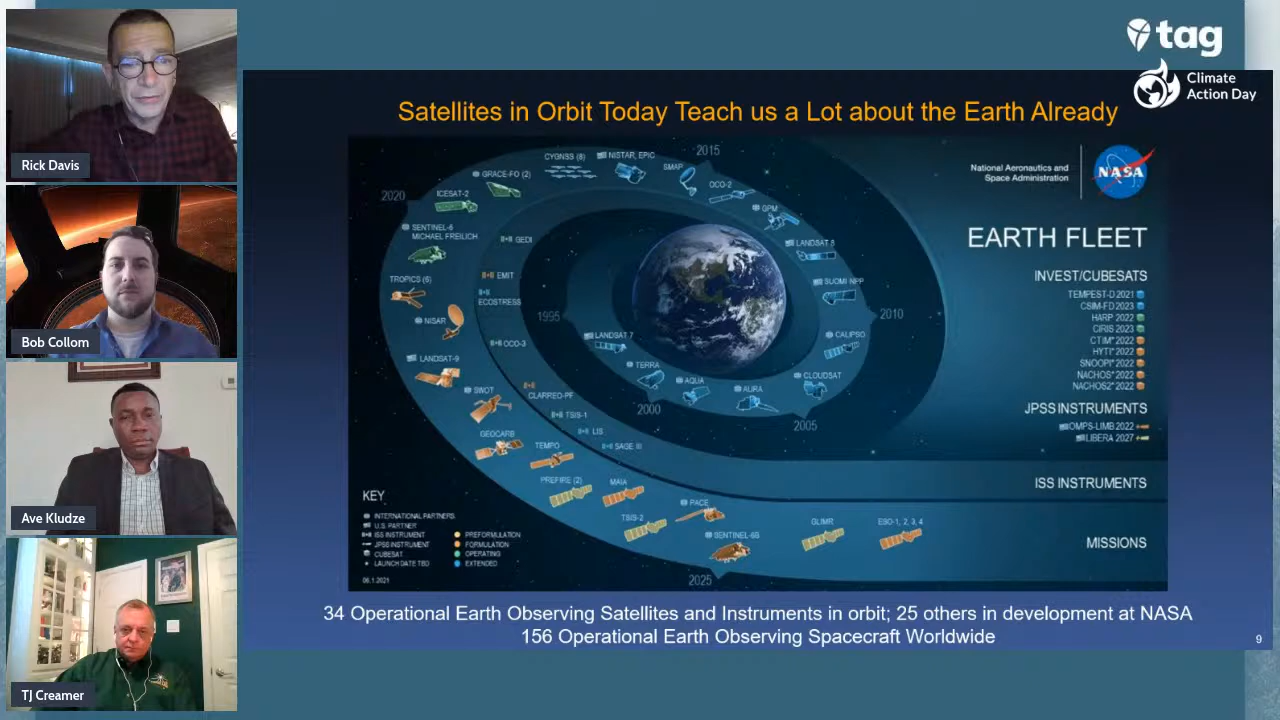 tag
Climate
Action Day
Rick Davis
Bob Collom
Ave Kludze
TJ Creamer
Satellites in Orbit Today Teach us a Lot about the Earth Already
National Aeronautics and
Space Administration
NASA
EARTH FLEET
INVEST/CUBESATS
TEMPEST-D 2021
CSIM-FD 2023
HARP 2022
CIRIS 2023
CTIM* 2022
HYTI* 2022
SNOOPI* 2022
NACHOS* 2022
NACHOS2* 2022
JPSS INSTRUMENTS
OMPS-LIMB 2022
LIBERA 2027
ISS INSTRUMENTS
MISSIONS
2015
CYGNSS (8)
NISTAR, EPIC
SMAP
GRACE-FO (2)
OCO-2
2020
ICESAT-2
GPM
SENTINEL-6
MICHAEL FREILICH
GEDI
LANDSAT 8
TROPICS (6)
EMIT
SUOMI-NPP
ECOSTRESS
NISAR
1995
2010
LANDSAT 7
CALIPSO
OCO-3
LANDSAT-9
TERRA
CLOUDSAT
AQUA
AURA
SWOT
CLARREO-PF
2000
2005
TSIS-1
GEOCARB
LIS
TEMPO
SAGE III
PREFIRE (2)
MAIA
PACE
TSIS-2
GLIMR
ESO-1, 2, 3, 4
SENTINEL-6B
2025
KEY
INTERNATIONAL PARTNERS
U.S. PARTNER
ISS INSTRUMENT
JPSS INSTRUMENT
CUBESAT
LAUNCH DATE TBD
PREFORMULATION
FORMULATION
OPERATING
EXTENDED
06.1.2021
34 Operational Earth Observing Satellites and Instruments in orbit; 25 others in development at NASA
156 Operational Earth Observing Spacecraft Worldwide
9